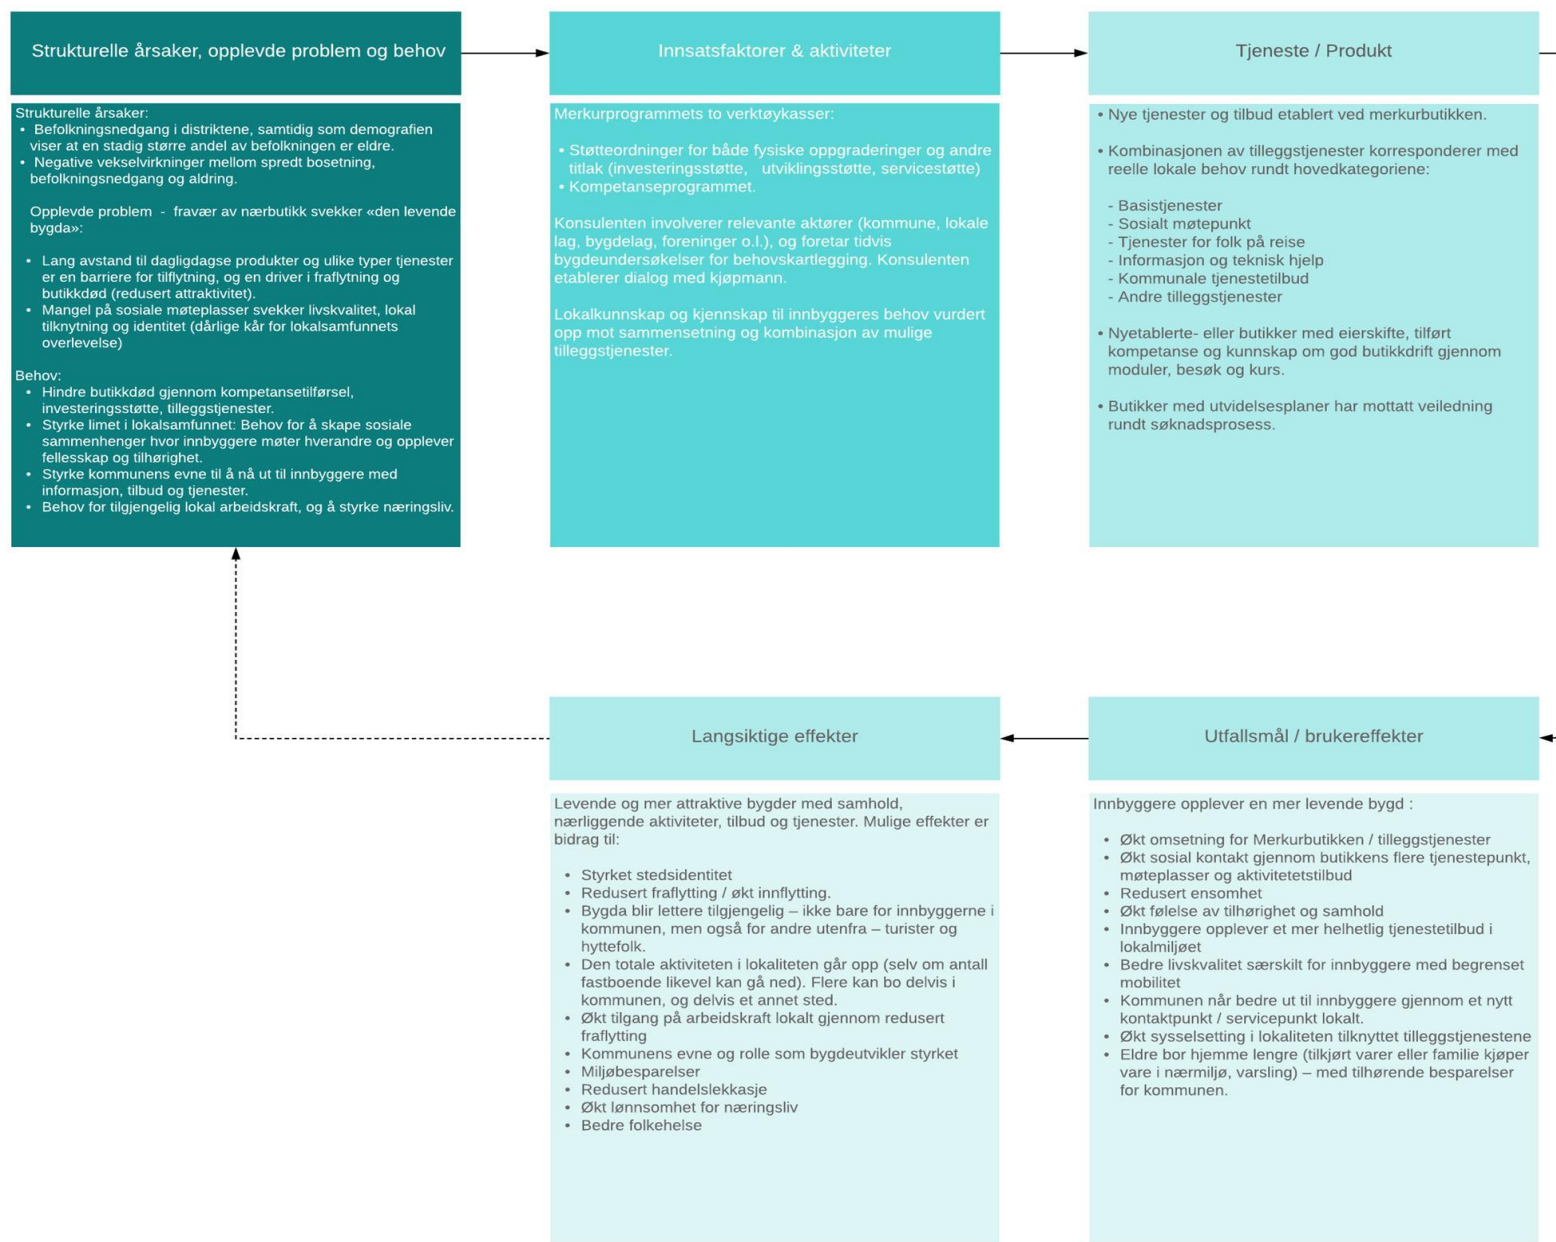 Strukturelle årsaker, opplevde problem og behov
Strukturelle årsaker:
• Befolkningsnedgang i distriktene, samtidig som demografien
viser at en stadig større andel av befolkningen er eldre.
• Negative vekselvirkninger mellom spredt bosetning,
befolkningsnedgang og aldring.
Opplevde problem - fravær av nærbutikk svekker «den levende
bygda»:
• Lang avstand til dagligdagse produkter og ulike typer tjenester
er en barriere for tilflytning, og en driver i fraflytning og
butikkdød (redusert attraktivitet).
• Mangel på sosiale møteplasser svekker livskvalitet, lokal
tilknytning og identitet (dårlige kår for lokalsamfunnets
overlevelse)
Behov:
• Hindre butikkdød gjennom kompetansetilførsel,
investeringsstøtte, tilleggstjenester.
• Styrke limet i lokalsamfunnet: Behov for å skape sosiale
sammenhenger hvor innbyggere møter hverandre og opplever
fellesskap og tilhørighet.
• Styrke kommunens evne til å nå ut til innbyggere med
informasjon, tilbud og tjenester.
• Behov for tilgjengelig lokal arbeidskraft, og å styrke næringsliv.
Innsatsfaktorer & aktiviteter
Merkurprogrammets to verktøykasser:
• Støtteordninger for både fysiske oppgraderinger og andre
titlak (investeringsstøtte, utviklingsstøtte, servicestøtte)
• Kompetanseprogrammet.
Konsulenten involverer relevante aktører (kommune, lokale
lag, bygdelag, foreninger o.l.), og foretar tidvis
bygdeundersøkelser for behovskartlegging. Konsulenten
etablerer dialog med kjøpmann.
Lokalkunnskap og kjennskap til innbyggeres behov vurdert
opp mot sammensetning og kombinasjon av mulige
tilleggstjenester.
Tjeneste / Produkt
• Nye tjenester og tilbud etablert ved merkurbutikken.
• Kombinasjonen av tilleggstjenester korresponderer med
reelle lokale behov rundt hovedkategoriene:
- Basistjenester
- Sosialt møtepunkt
- Tjenester for folk på reise
- Informasjon og teknisk hjelp
- Kommunale tjenestetilbud
- Andre tilleggstjenester
• Nyetablerte- eller butikker med eierskifte, tilført
kompetanse og kunnskap om god butikkdrift gjennom
moduler, besøk og kurs.
• Butikker med utvidelsesplaner har mottatt veiledning
rundt søknadsprosess.
Utfallsmål / brukereffekter
Innbyggere opplever en mer levende bygd :
• Økt omsetning for Merkurbutikken / tilleggstjenester
• Økt sosial kontakt gjennom butikkens flere tjenestepunkt,
møteplasser og aktivitetetstilbud
• Redusert ensomhet
• Økt følelse av tilhørighet og samhold
• Innbyggere opplever et mer helhetlig tjenestetilbud i
lokalmiljøet
• Bedre livskvalitet særskilt for innbyggere med begrenset
mobilitet
• Kommunen når bedre ut til innbyggere gjennom et nytt
kontaktpunkt / servicepunkt lokalt.
• Økt sysselsetting i lokaliteten tilknyttet tilleggstjenestene
• Eldre bor hjemme lengre (tilkjørt varer eller familie kjøper
vare i nærmiljø, varsling) – med tilhørende besparelser
for kommunen.
Langsiktige effekter
Levende og mer attraktive bygder med samhold,
nærliggende aktiviteter, tilbud og tjenester. Mulige effekter er
bidrag til:
• Styrket stedsidentitet
• Redusert fraflytting / økt innflytting.
• Bygda blir lettere tilgjengelig – ikke bare for innbyggerne i
kommunen, men også for andre utenfra – turister og
hyttefolk.
• Den totale aktiviteten i lokaliteten går opp (selv om antall
fastboende likevel kan gå ned). Flere kan bo delvis i
kommunen, og delvis et annet sted.
• Økt tilgang på arbeidskraft lokalt gjennom redusert
fraflytting
• Kommunens evne og rolle som bygdeutvikler styrket
• Miljøbesparelser
• Redusert handelslekkasje
• Økt lønnsomhet for næringsliv
• Bedre folkehelse